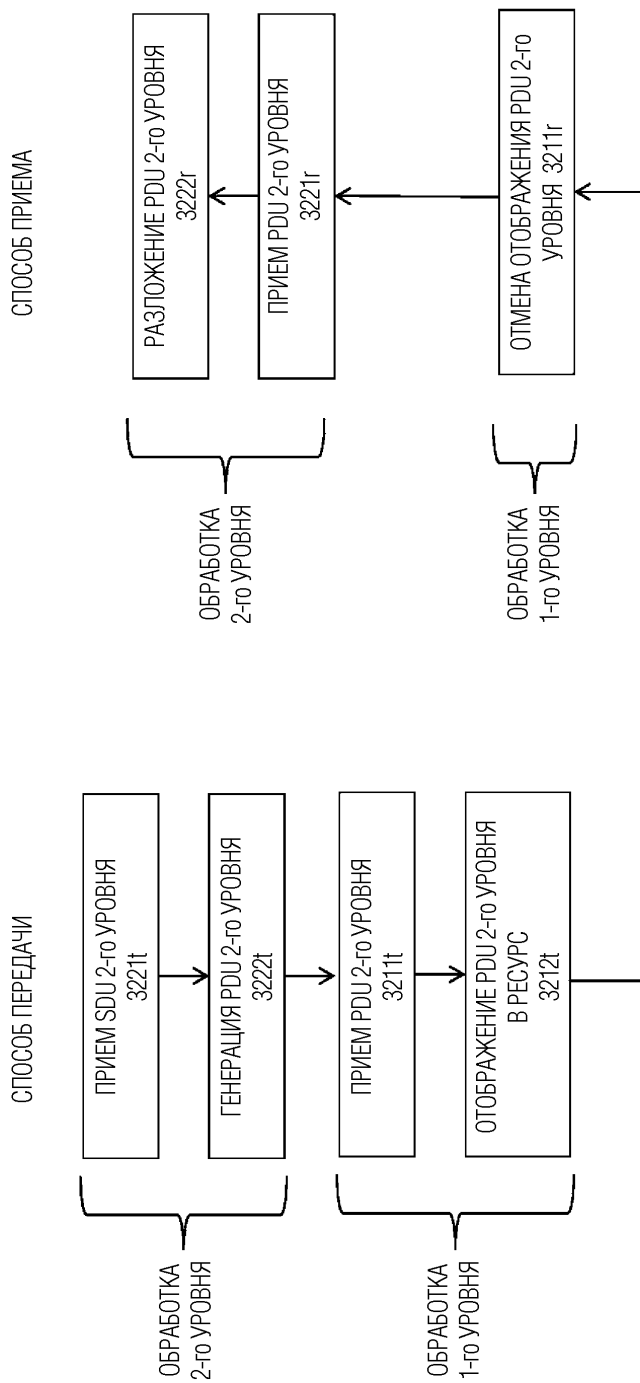 СПОСОБ ПЕРЕДАЧИ
ОБРАБОТКА
2-го УРОВНЯ
ПРИЕМ SDU 2-го УРОВНЯ
3221t
ГЕНЕРАЦИЯ PDU 2-го УРОВНЯ
3222t
ОБРАБОТКА
1-го УРОВНЯ
ПРИЕМ PDU 2-го УРОВНЯ
3211t
ОТОБРАЖЕНИЕ PDU 2-го УРОВНЯ
В РЕСУРС
3212t
СПОСОБ ПРИЕМА
ОБРАБОТКА
2-го УРОВНЯ
РАЗЛОЖЕНИЕ PDU 2-го УРОВНЯ
3222r
ПРИЕМ PDU 2-го УРОВНЯ
3221r
ОБРАБОТКА
1-го УРОВНЯ
ОТМЕНА ОТОБРАЖЕНИЯ PDU 2-го
УРОВНЯ 3211r